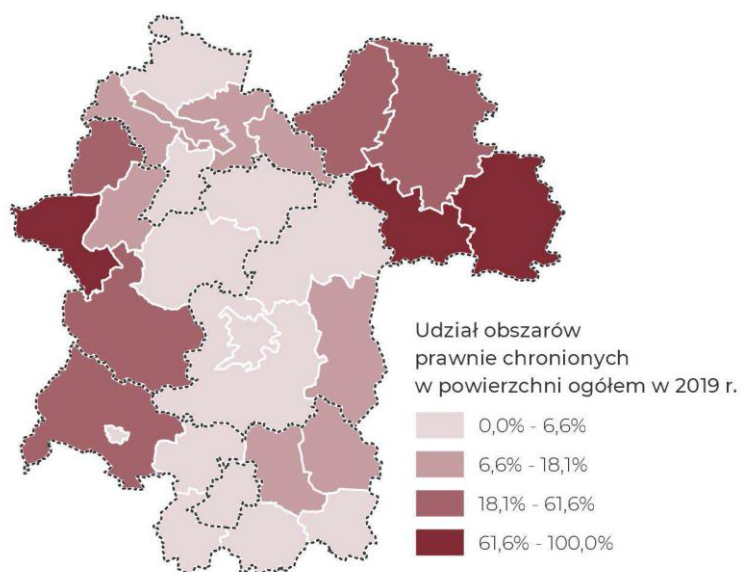 Udział obszarów
prawnie chronionych
w powierzchni ogółem w 2019 r.
0,0% - 6,6%
6,6% - 18,1%
18,1% - 61,6%
61,6% - 100,0%